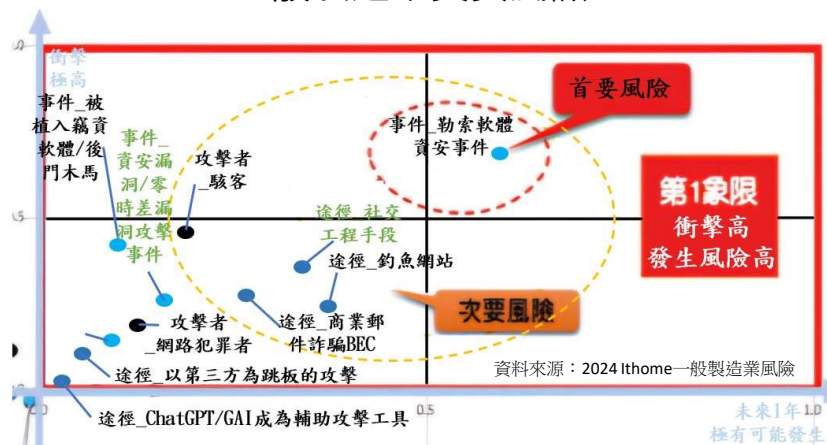 衝擊
極高
首要風險
事件_被
植入竊資
軟體/後
門木馬
事件_
資安漏
洞/零
時差漏
洞攻擊
事件
攻擊者
_駭客
事件_勒索軟體
資安事件
第1象限
衝擊高
發生風險高
途徑_社交
工程手段
途徑_釣魚網站
次要風險
攻擊者
_網路犯罪者
途徑_商業郵
件詐騙BEC
途徑_以第三方為跳板的攻擊
資料來源：2024 Ithome一般製造業風險
途徑_ChatGPT/GAI成為輔助攻擊工具
0.5
1.0
未來1年
極有可能發生